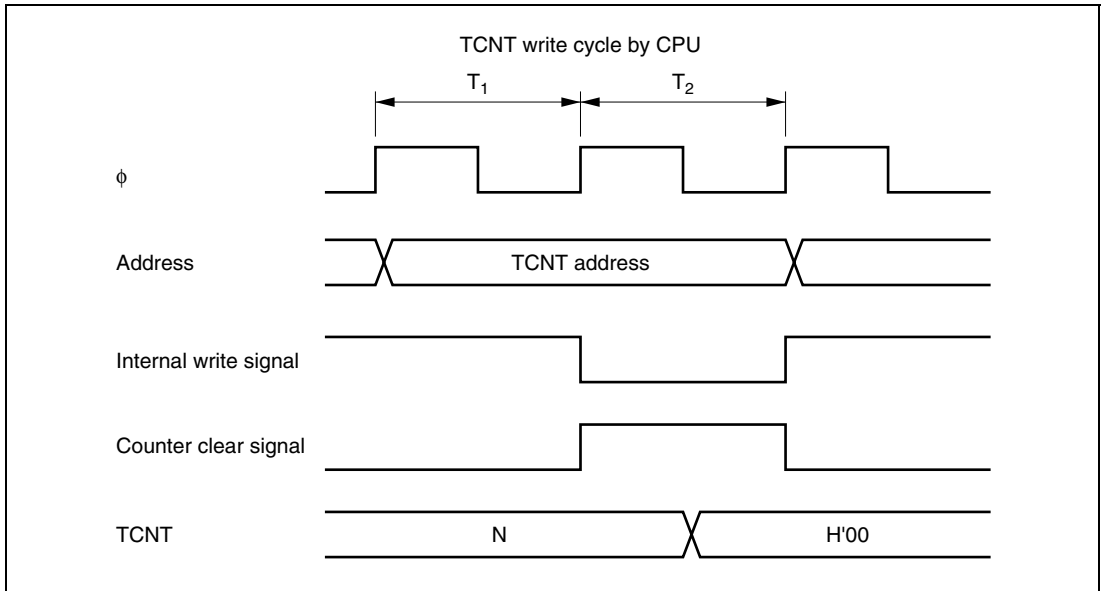 TCNT write cycle by CPU
T1 T2
ϕ
Address TCNT address
Internal write signal
Counter clear signal
TCNT N H'00